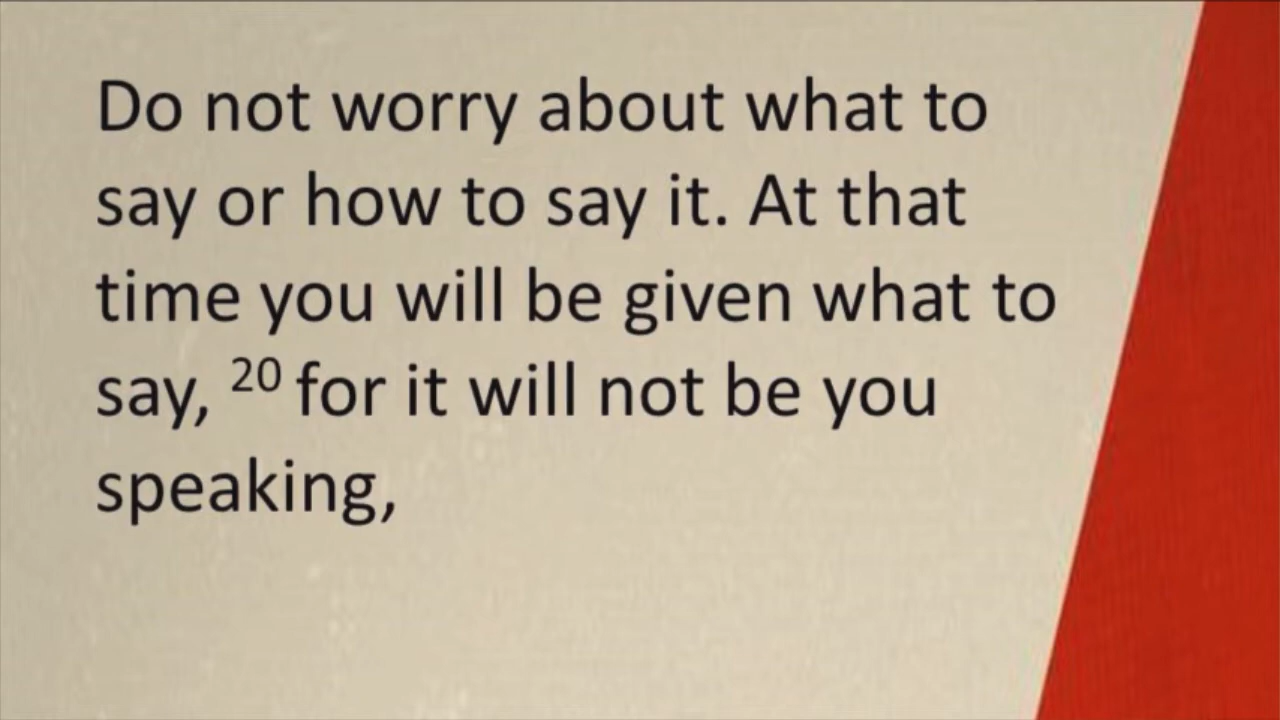 Do not worry about what to
say or how to say it. At that
time you will be given what to
say, 20 for it will not be you
speaking,